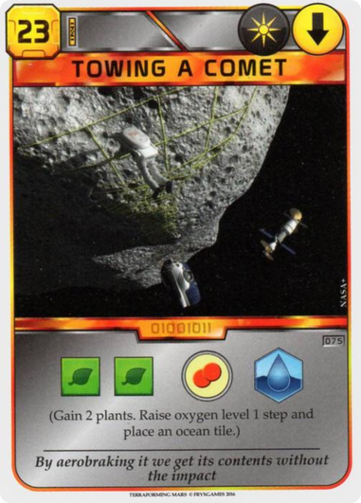 23
TOWING A COMET
NASA+
01001011
075
(Gain 2 plants. Raise oxygen level 1 step and
place an ocean tile.)
By aerobraking it we get its contents without
the impact
TERRAFORMING MARS © FRYXGAMES 2016